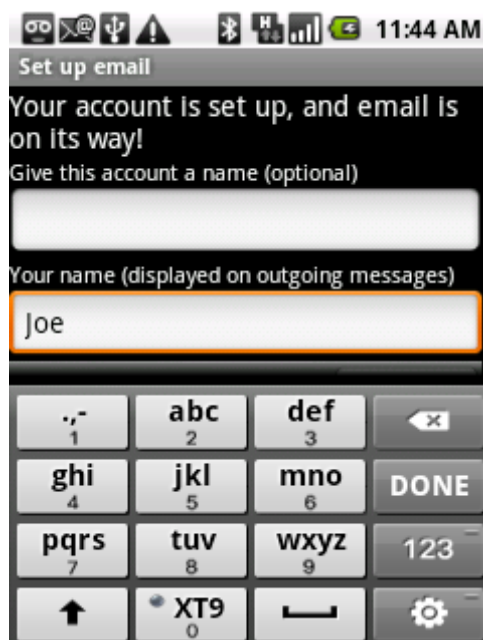 H 11:44 AM
Set up email
Your account is set up, and email is
on its way!
Give this account a name (optional)
Your name (displayed on outgoing messages)
Joe
.,- abc def
1 2 3
ghi jkl mno DONE
4 5 6
pqrs tuv wxyz 123
7 8 9
XT9
0